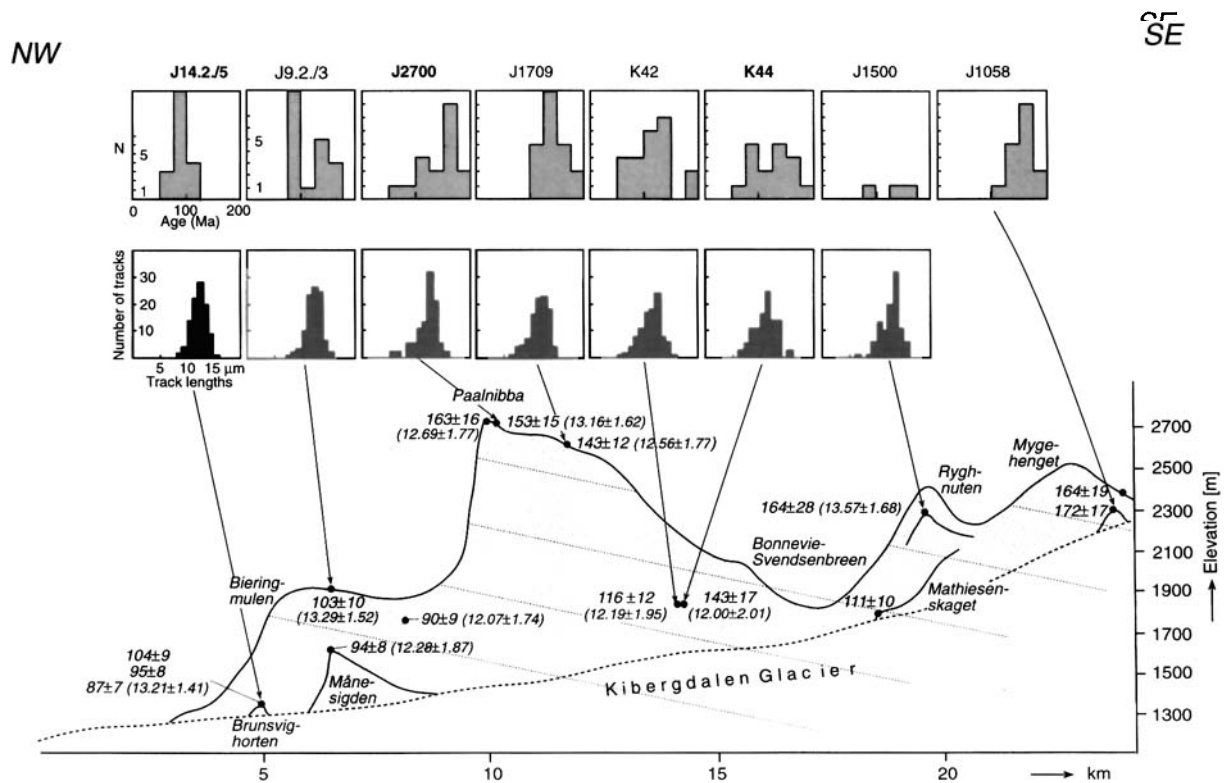 SE
NW
SE
J14.2./5 J9.2./3 J2700 J1709 K42 K44 J1500 J1058
N
5
1
5
1
0 100 200
Age (Ma)
Number of tracks
30
20
10
5 10 15 µm
Track lengths
Paalnibba
163±16
(12.69±1.77)
153±15 (13.16±1.62)
143±12 (12.56±1.77)
2700
2500
2300
2100
1900
1700
1500
1300
Elevation [m]
Myge-
henget
Rygh-
nuten
164±19
172±17
164±28 (13.57±1.68)
Bonnevie-
Svendsenbreen
Biering-
mulen
103±10
(13.29±1.52)
116 ±12
(12.19±1.95)
143±17
(12.00±2.01)
111±10
Mathiesen-
skaget
90±9 (12.07±1.74)
94±8 (12.28±1.87)
104±9
95±8
87±7 (13.21±1.41)
Måne-
sigden
Kibergdalen Glacier
Brunsvig-
horten
5 10 15 20 km